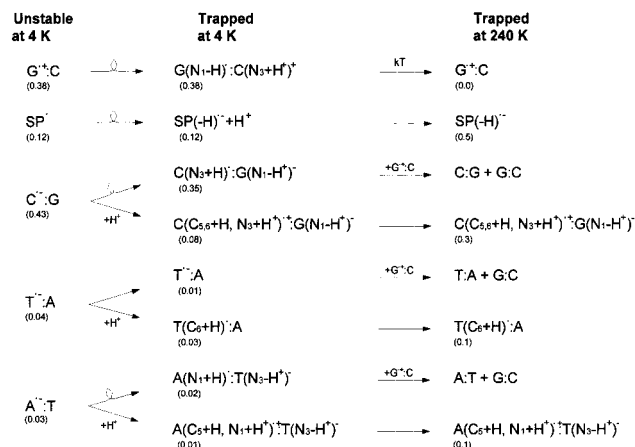 Unstable at 4 K
Trapped at 4 K
Trapped at 240 K
G·⁺:C
G(N₁-H)·:C(N₃+H⁺)⁺
kT
G·⁺:C
(0.38)
(0.38)
(0.0)
SP·
SP(-H)·⁻+H⁺
SP(-H)·⁻
(0.12)
(0.12)
(0.5)
C(N₃+H)·:G(N₁-H⁺)⁻
+G·⁺:C
C:G + G:C
(0.35)
C·⁻:G
(0.43)
+H⁺
C(C₅,₆+H, N₃+H⁺)·⁺:G(N₁-H⁺)⁻
C(C₅,₆+H, N₃+H⁺)·⁺:G(N₁-H⁺)⁻
(0.08)
(0.3)
T·⁻:A
+G·⁺:C
T:A + G:C
(0.01)
T·⁻:A
(0.04)
+H⁺
T(C₆+H)·:A
T(C₆+H)·:A
(0.03)
(0.1)
A(N₁+H)·:T(N₃-H⁺)⁻
+G·⁺:C
A:T + G:C
(0.02)
A·⁻:T
(0.03)
+H⁺
A(C₅+H, N₁+H⁺)·⁺:T(N₃-H⁺)⁻
A(C₅+H, N₁+H⁺)·⁺:T(N₃-H⁺)⁻
(0.01)
(0.1)